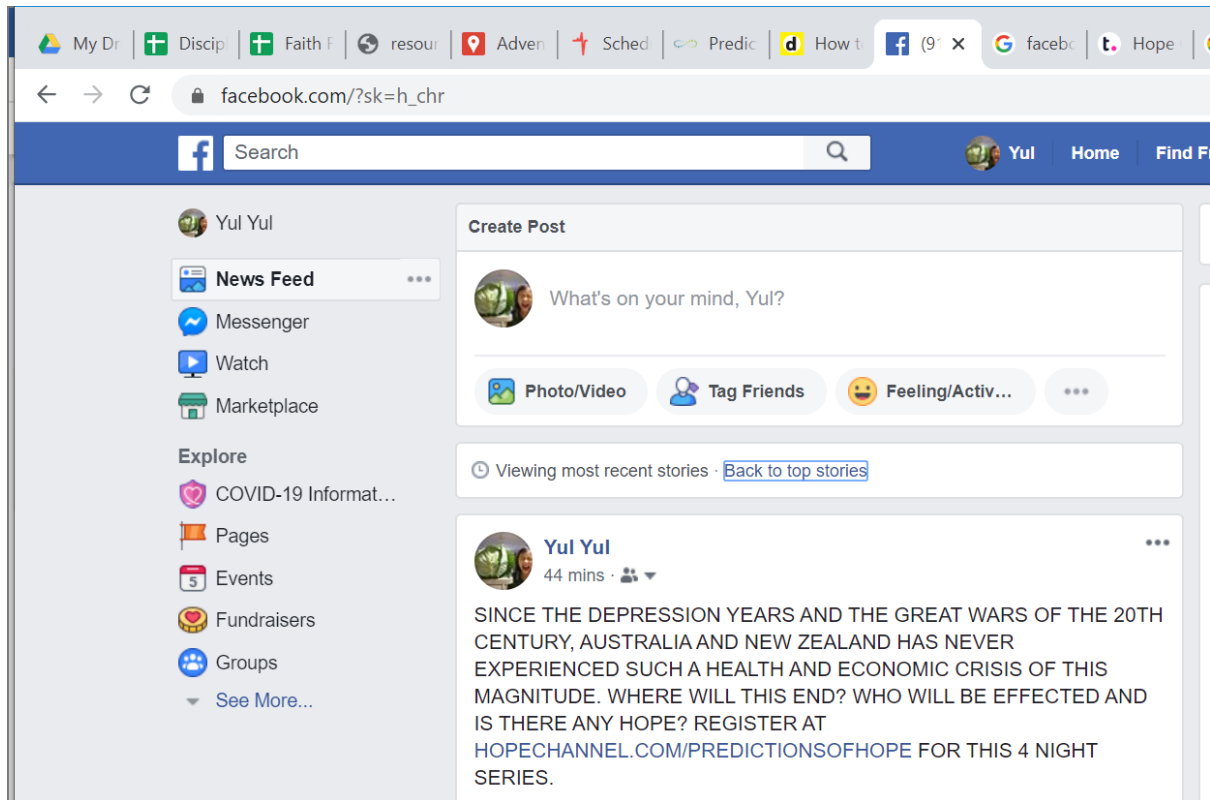 My Dr Discip Faith F resour Adven Sched Predic How t (91 facebo Hope
facebook.com/?sk=h_chr
Search
Yul Home Find F
Yul Yul
Create Post
News Feed
What's on your mind, Yul?
Messenger
Watch
Marketplace
Photo/Video Tag Friends Feeling/Activ...
Explore
Viewing most recent stories · Back to top stories
COVID-19 Informat...
Pages
5 Events
Fundraisers
Groups
See More...
Yul Yul
44 mins ·
SINCE THE DEPRESSION YEARS AND THE GREAT WARS OF THE 20TH
CENTURY, AUSTRALIA AND NEW ZEALAND HAS NEVER
EXPERIENCED SUCH A HEALTH AND ECONOMIC CRISIS OF THIS
MAGNITUDE. WHERE WILL THIS END? WHO WILL BE EFFECTED AND
IS THERE ANY HOPE? REGISTER AT
HOPECHANNEL.COM/PREDICTIONSOFHOPE FOR THIS 4 NIGHT
SERIES.